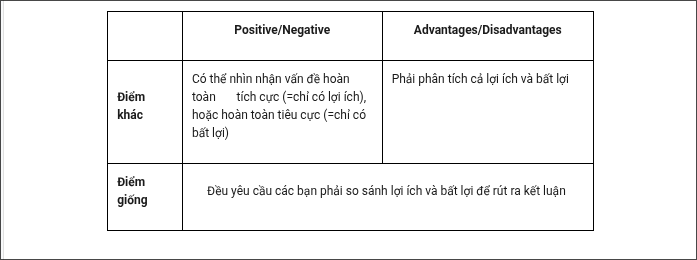 Positive/Negative
Advantages/Disadvantages
Điểm
khác
Có thể nhìn nhận vấn đề hoàn
toàn tích cực (=chỉ có lợi ích),
hoặc hoàn toàn tiêu cực (=chỉ có
bất lợi)
Phải phân tích cả lợi ích và bất lợi
Điểm
giống
Đều yêu cầu các bạn phải so sánh lợi ích và bất lợi để rút ra kết luận